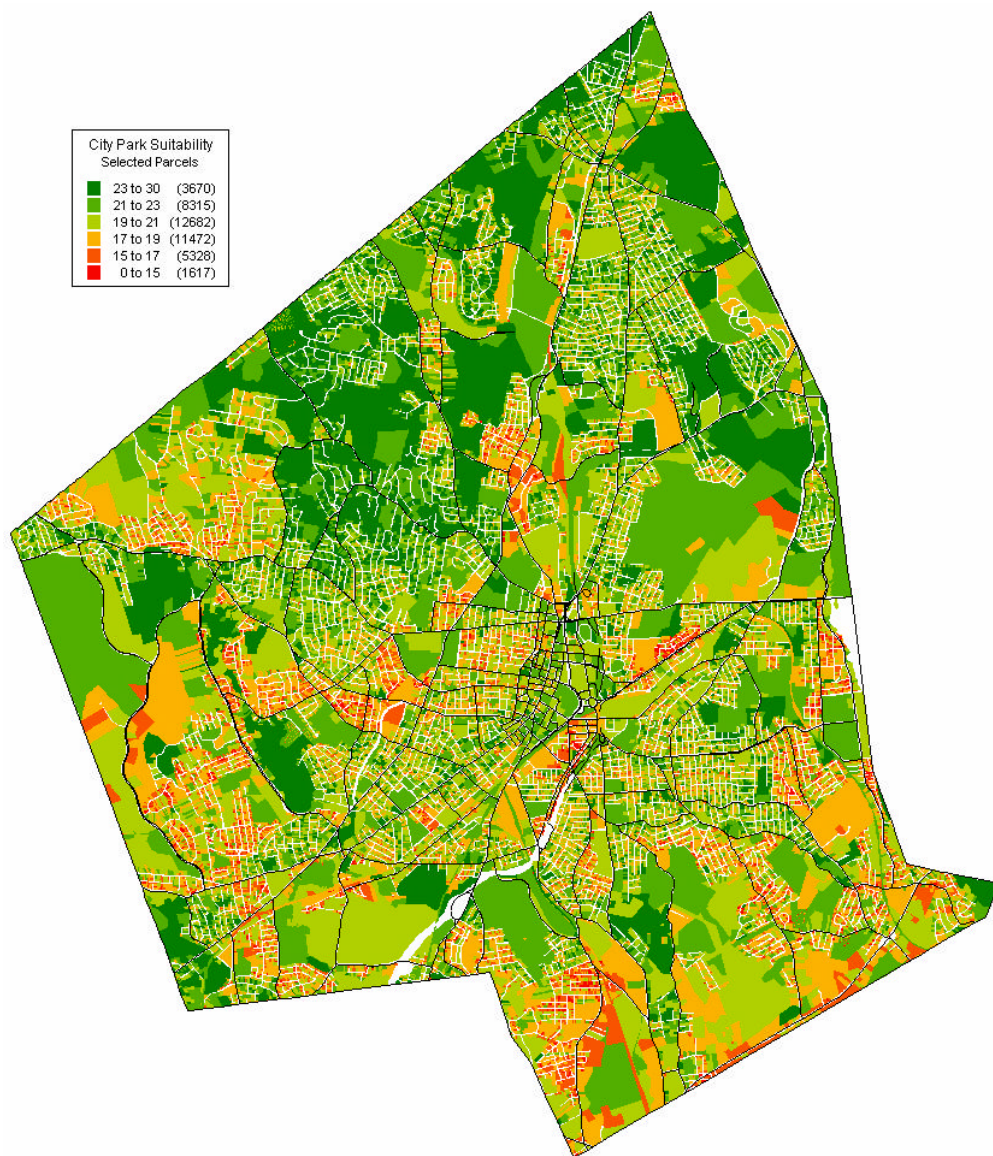 City Park Suitability
Selected Parcels
23 to 30 (3670)
21 to 23 (8315)
19 to 21 (12682)
17 to 19 (11472)
15 to 17 (5328)
0 to 15 (1617)